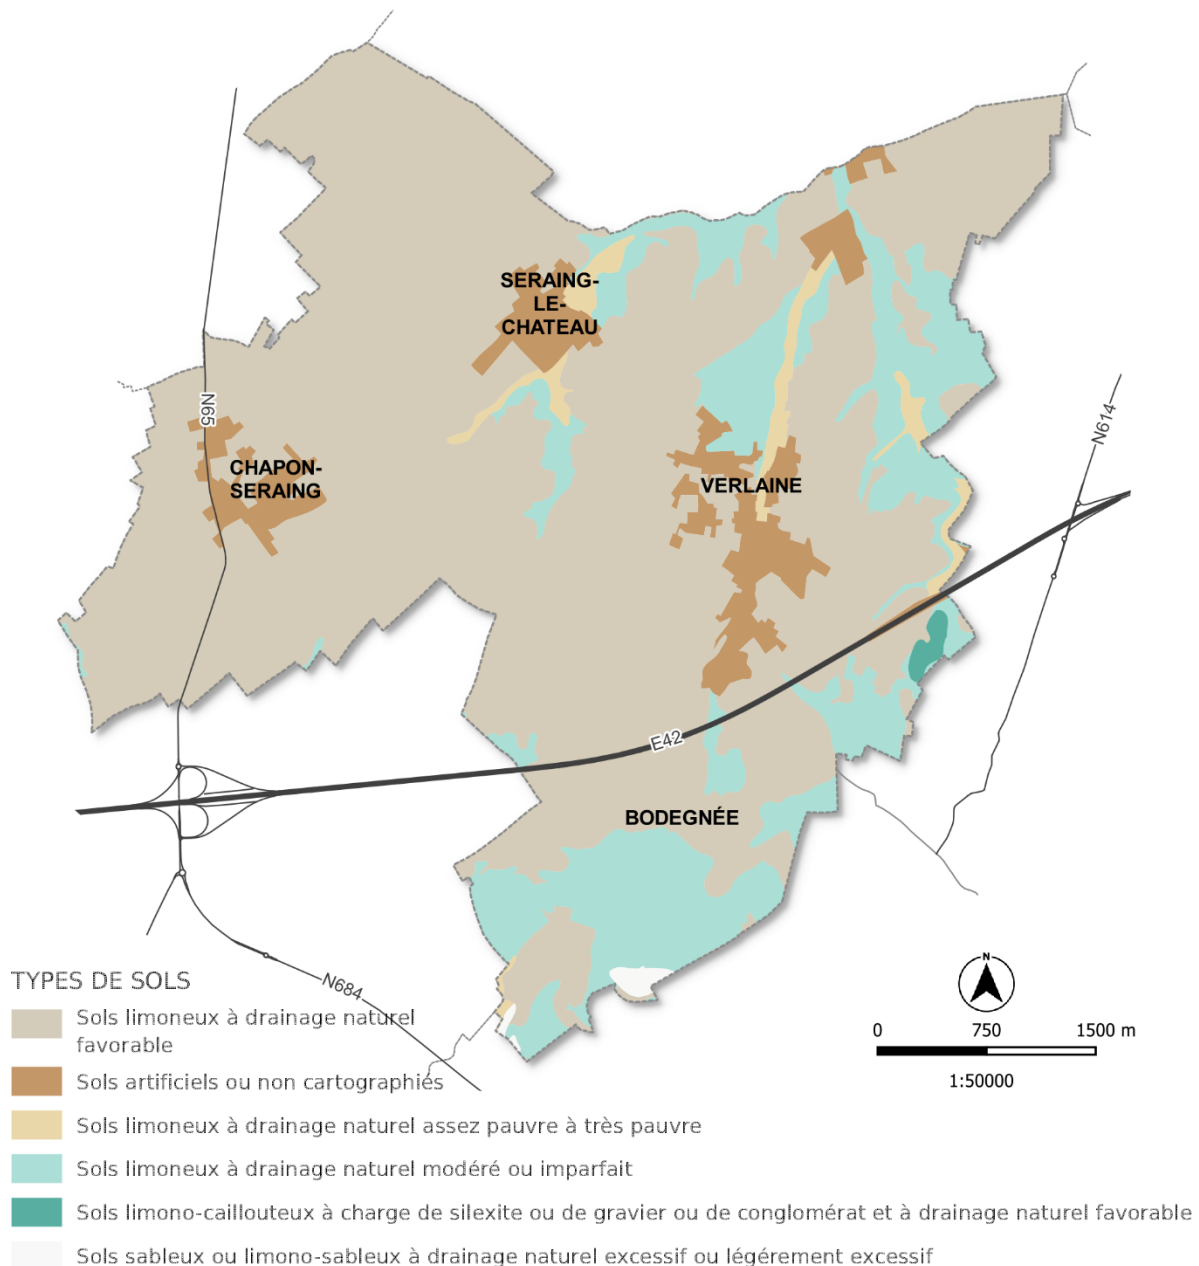 SERAING-
LE-
CHATEAU
N65
CHAPON-
SERAING
VERLAINE
N614
E42
BODEGNÉE
N684
N
0 750 1500 m
1:50000
TYPES DE SOLS
Sols limoneux à drainage naturel
favorable
Sols artificiels ou non cartographiés
Sols limoneux à drainage naturel assez pauvre à très pauvre
Sols limoneux à drainage naturel modéré ou imparfait
Sols limono-caillouteux à charge de silexite ou de gravier ou de conglomérat et à drainage naturel favorable
Sols sableux ou limono-sableux à drainage naturel excessif ou légérement excessif